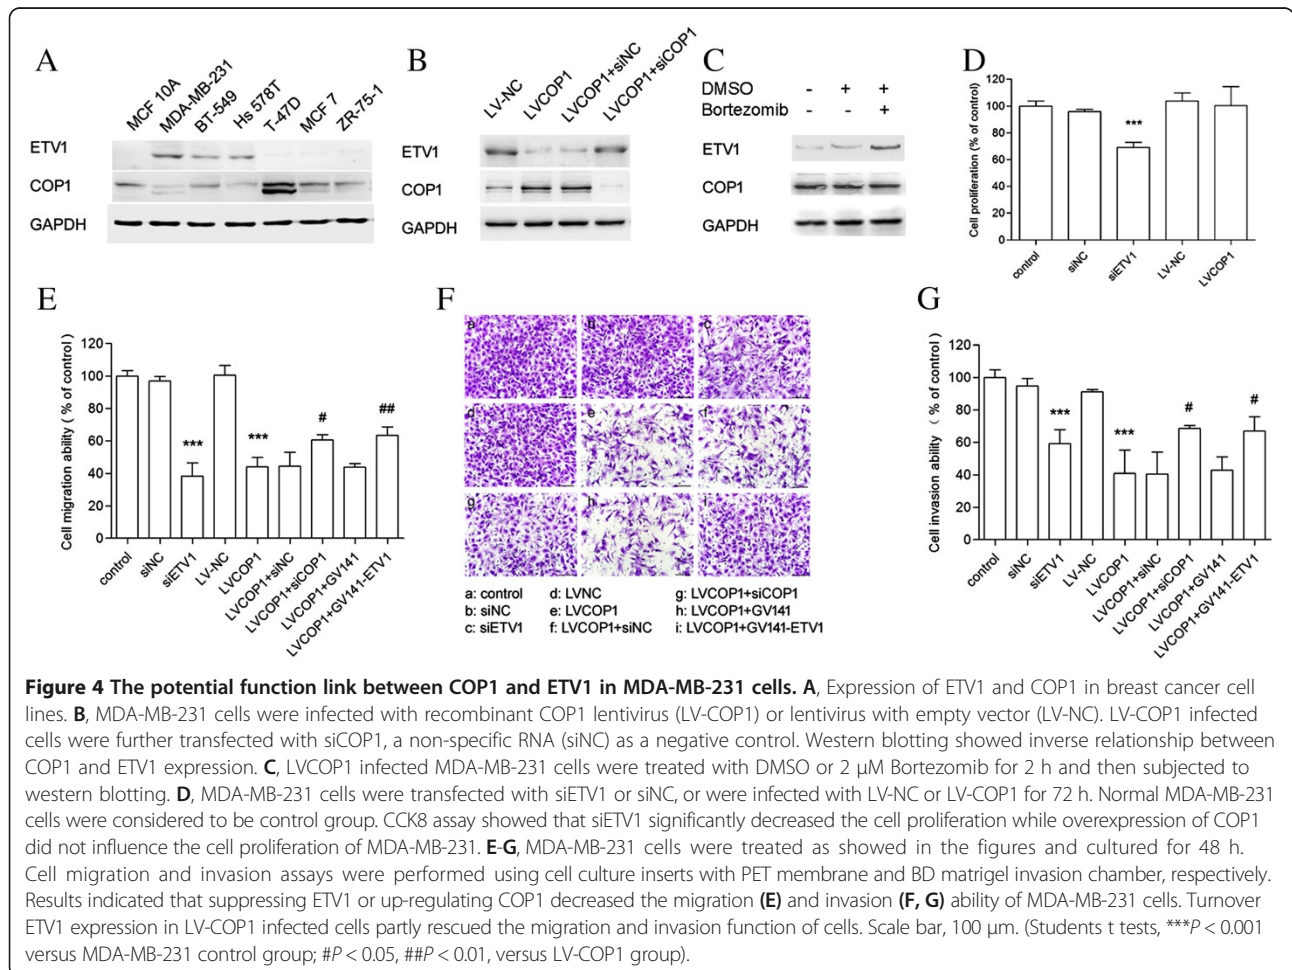 A
MCF 10A
MDA-MB-231
BT-549
Hs 578T
T-47D
MCF 7
ZR-75-1
ETV1
COP1
GAPDH
B
LV-NC
LVCOP1
LVCOP1+siNC
LVCOP1+siCOP1
ETV1
COP1
GAPDH
C
DMSO - + +
Bortezomib - - +
ETV1
COP1
GAPDH
D
Cell proliferation (% of control)
120
100
80
60
40
20
0
***
control
siNC
siETV1
LV-NC
LVCOP1
E
Cell migration ability ( % of control)
120
100
80
60
40
20
0
***
***
#
##
control
siNC
siETV1
LV-NC
LVCOP1
LVCOP1+siNC
LVCOP1+siCOP1
LVCOP1+GV141
LVCOP1+GV141-ETV1
F
a b c
d e f
g h i
a: control d: LVNC g: LVCOP1+siCOP1
b: siNC e: LVCOP1 h: LVCOP1+GV141
c: siETV1 f: LVCOP1+siNC i: LVCOP1+GV141-ETV1
G
Cell invasion ability ( % of control)
120
100
80
60
40
20
0
***
***
#
#
control
siNC
siETV1
LV-NC
LVCOP1
LVCOP1+siNC
LVCOP1+siCOP1
LVCOP1+GV141
LVCOP1+GV141-ETV1
Figure 4 The potential function link between COP1 and ETV1 in MDA-MB-231 cells. A, Expression of ETV1 and COP1 in breast cancer cell
lines. B, MDA-MB-231 cells were infected with recombinant COP1 lentivirus (LV-COP1) or lentivirus with empty vector (LV-NC). LV-COP1 infected
cells were further transfected with siCOP1, a non-specific RNA (siNC) as a negative control. Western blotting showed inverse relationship between
COP1 and ETV1 expression. C, LVCOP1 infected MDA-MB-231 cells were treated with DMSO or 2 μM Bortezomib for 2 h and then subjected to
western blotting. D, MDA-MB-231 cells were transfected with siETV1 or siNC, or were infected with LV-NC or LV-COP1 for 72 h. Normal MDA-MB-231
cells were considered to be control group. CCK8 assay showed that siETV1 significantly decreased the cell proliferation while overexpression of COP1
did not influence the cell proliferation of MDA-MB-231. E-G, MDA-MB-231 cells were treated as showed in the figures and cultured for 48 h.
Cell migration and invasion assays were performed using cell culture inserts with PET membrane and BD matrigel invasion chamber, respectively.
Results indicated that suppressing ETV1 or up-regulating COP1 decreased the migration (E) and invasion (F, G) ability of MDA-MB-231 cells. Turnover
ETV1 expression in LV-COP1 infected cells partly rescued the migration and invasion function of cells. Scale bar, 100 μm. (Students t tests, ***P < 0.001
versus MDA-MB-231 control group; #P < 0.05, ##P < 0.01, versus LV-COP1 group).